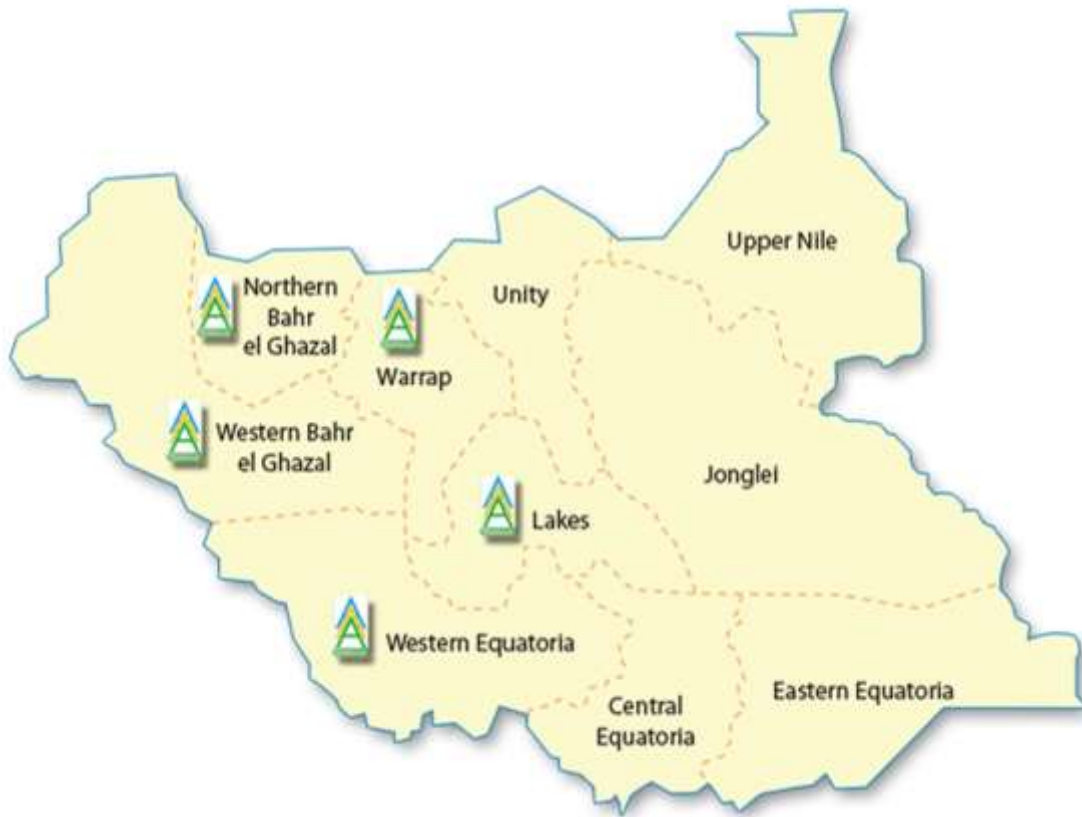 Upper Nile
Unity
Northern
Bahr
el Ghazal
Warrap
Western Bahr
el Ghazal
Jonglei
Lakes
Western Equatoria
Eastern Equatoria
Central
Equatoria